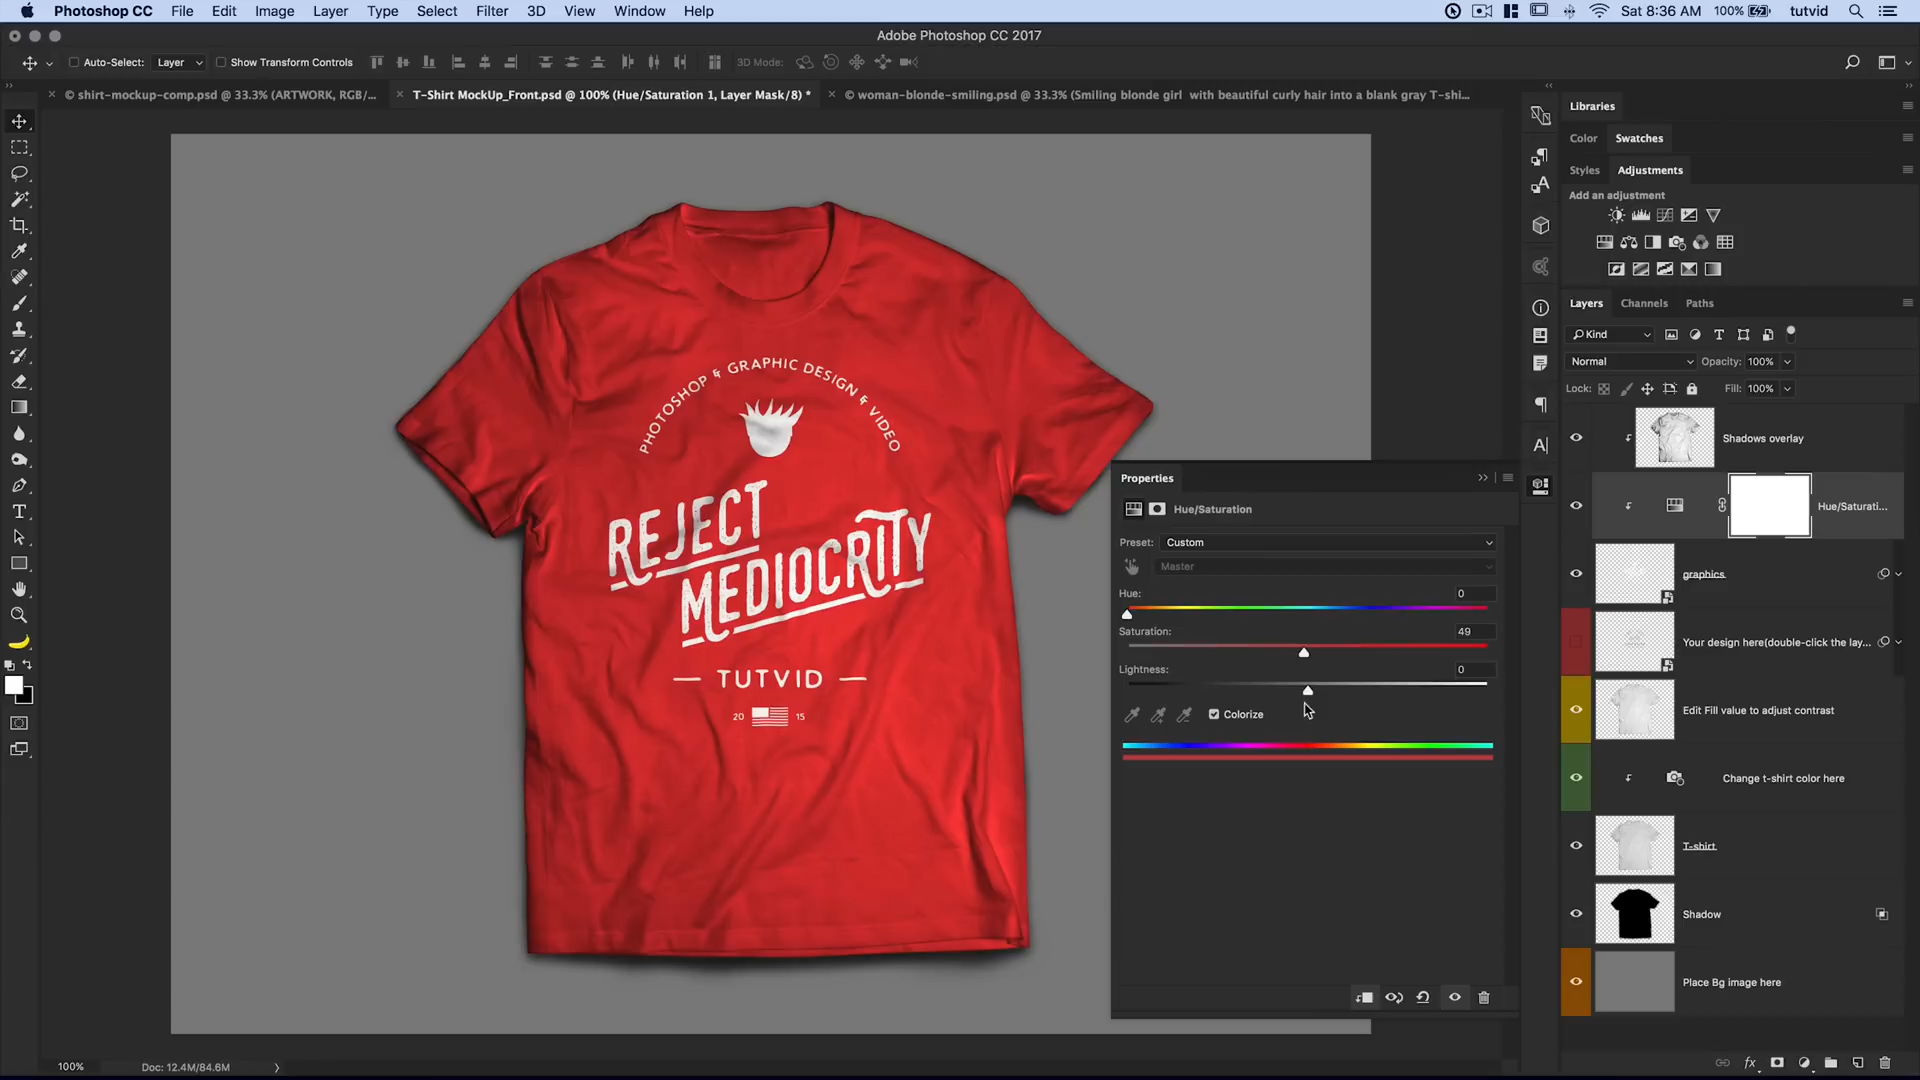 Photoshop CC File Edit Image Layer Type Select Filter 3D View Window Help
Sat 8:36 AM 100% tutvid
Adobe Photoshop CC 2017
Auto-Select: Layer Show Transform Controls 3D Mode:
× © shirt-mockup-comp.psd @ 33.3% (ARTWORK, RGB/...
× T-Shirt MockUp_Front.psd @ 100% (Hue/Saturation 1, Layer Mask/8) *
× © woman-blonde-smiling.psd @ 33.3% (Smiling blonde girl with beautiful curly hair into a blank gray T-shi...
PHOTOSHOP & GRAPHIC DESIGN & VIDEO
REJECT
MEDIOCRITY
TUTVID
20 15
Properties
Hue/Saturation
Preset: Custom
Master
Hue: 0
Saturation: 49
Lightness: 0
Colorize
Libraries
Color Swatches
Styles Adjustments
Add an adjustment
Layers Channels Paths
Kind
Normal Opacity: 100%
Lock: Fill: 100%
Shadows overlay
Hue/Saturati...
graphics
Your design here(double-click the lay...
Edit Fill value to adjust contrast
Change t-shirt color here
T-shirt
Shadow
Place Bg image here
fx
100% Doc: 12.4M/84.6M